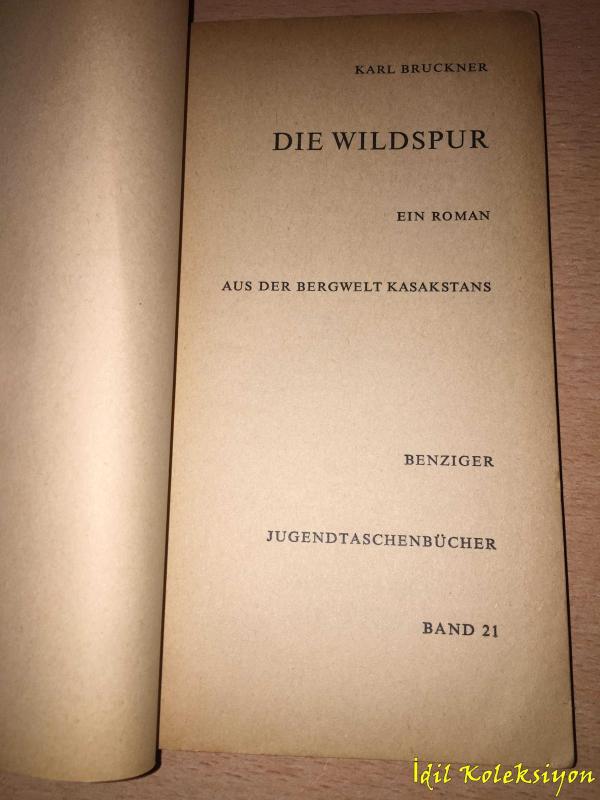 KARL BRUCKNER
DIE WILDSPUR
EIN ROMAN
AUS DER BERGWELT KASAKSTANS
BENZIGER
JUGENDTASCHENBÜCHER
BAND 21
İdil Koleksiyon